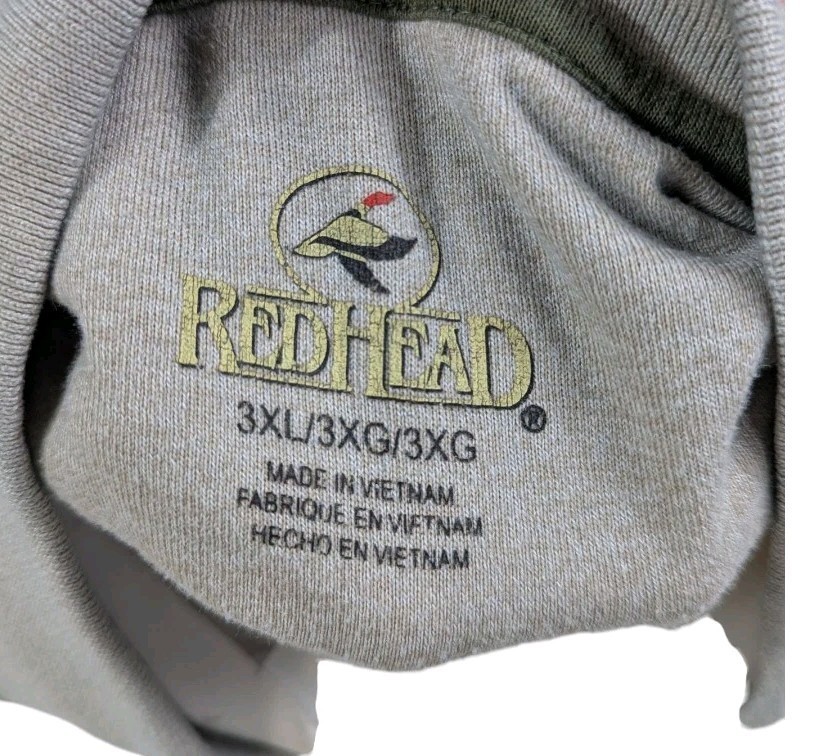 REDHEAD®
3XL/3XG/3XG
MADE IN VIETNAM
FABRIQUE EN VIETNAM
HECHO EN VIETNAM